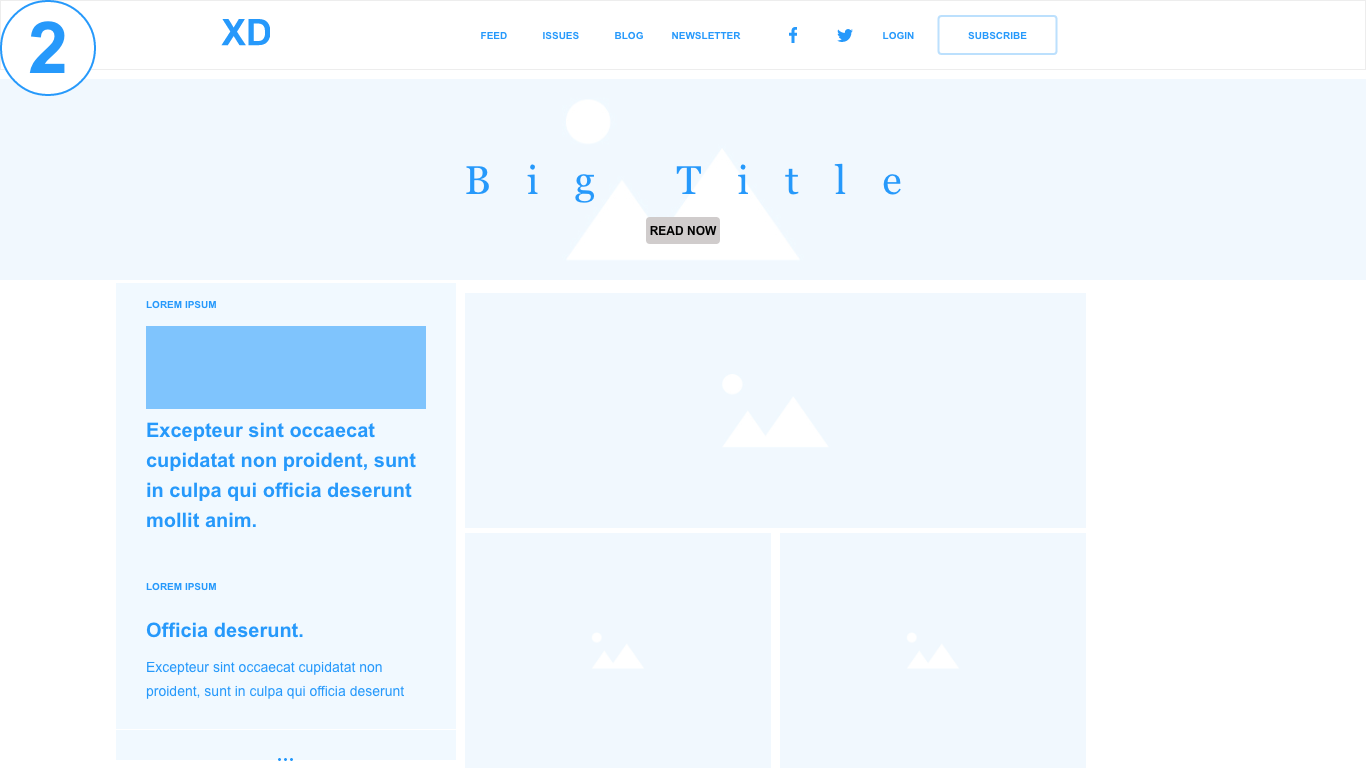 2
XD
FEED ISSUES BLOG NEWSLETTER LOGIN SUBSCRIBE
Big Title
READ NOW
LOREM IPSUM
Excepteur sint occaecat
cupidatat non proident, sunt
in culpa qui officia deserunt
mollit anim.
LOREM IPSUM
Officia deserunt.
Excepteur sint occaecat cupidatat non
proident, sunt in culpa qui officia deserunt
...